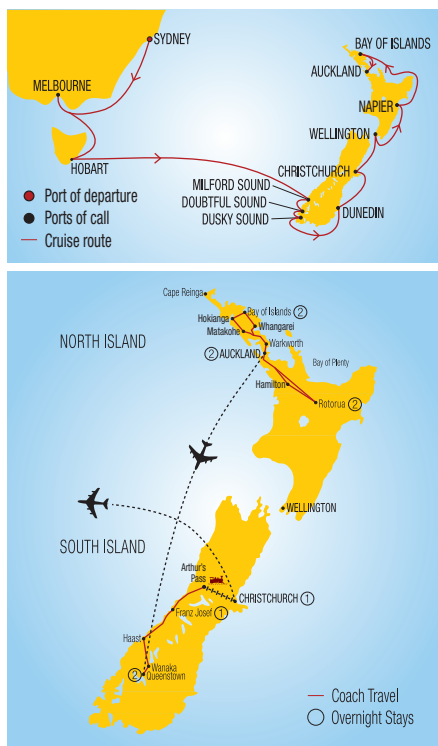 SYDNEY
MELBOURNE
HOBART
BAY OF ISLANDS
AUCKLAND
NAPIER
WELLINGTON
CHRISTCHURCH
MILFORD SOUND
DOUBTFUL SOUND
DUSKY SOUND
DUNEDIN
Port of departure
Ports of call
Cruise route
Cape Reinga
Bay of Islands 2
Hokianga
Whangarei
Matakohe
Warkworth
NORTH ISLAND
2 AUCKLAND
Bay of Plenty
Hamilton
Rotorua 2
WELLINGTON
SOUTH ISLAND
Arthur's
Pass
CHRISTCHURCH 1
Franz Josef 1
Haast
Wanaka
2 Queenstown
Coach Travel
Overnight Stays